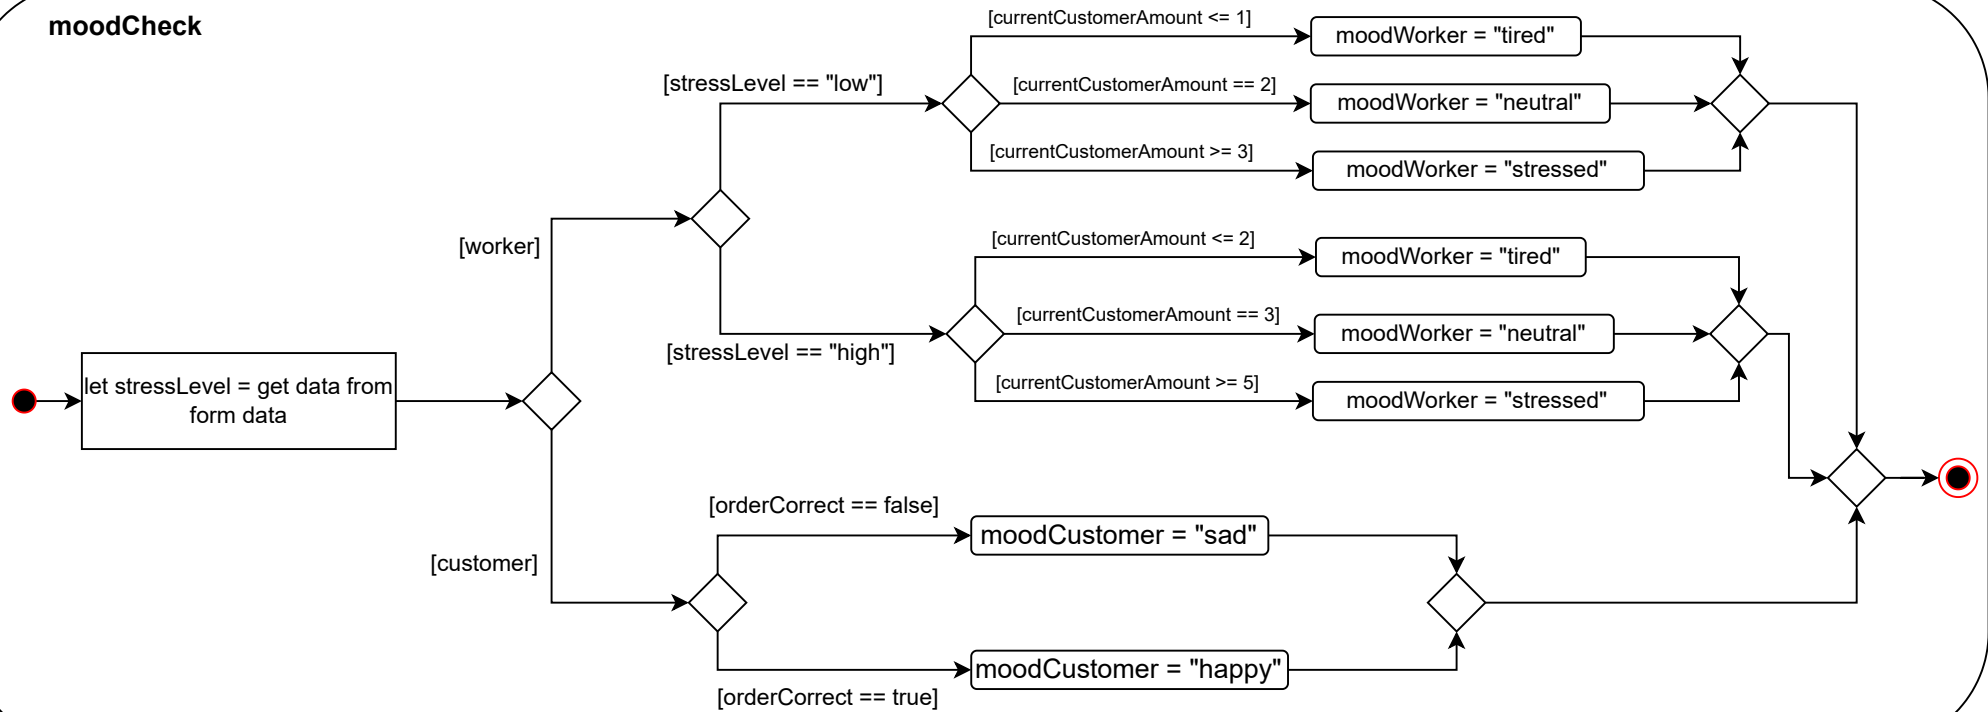 moodCheck
[currentCustomerAmount <= 1]
moodWorker = "tired"
[stressLevel == "low"]
[currentCustomerAmount == 2]
moodWorker = "neutral"
[currentCustomerAmount >= 3]
moodWorker = "stressed"
[worker]
[currentCustomerAmount <= 2]
moodWorker = "tired"
[currentCustomerAmount == 3]
moodWorker = "neutral"
[stressLevel == "high"]
[currentCustomerAmount >= 5]
moodWorker = "stressed"
let stressLevel = get data from
form data
[orderCorrect == false]
moodCustomer = "sad"
[customer]
moodCustomer = "happy"
[orderCorrect == true]